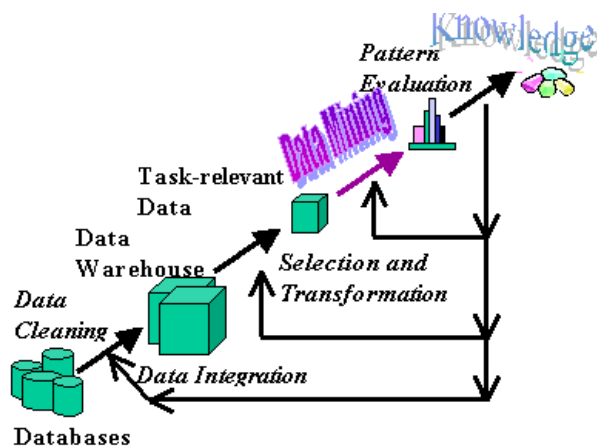 Knowledge
Pattern
Evaluation
Data Mining
Task-relevant
Data
Data
Warehouse
Selection and
Transformation
Data
Cleaning
Data Integration
Databases